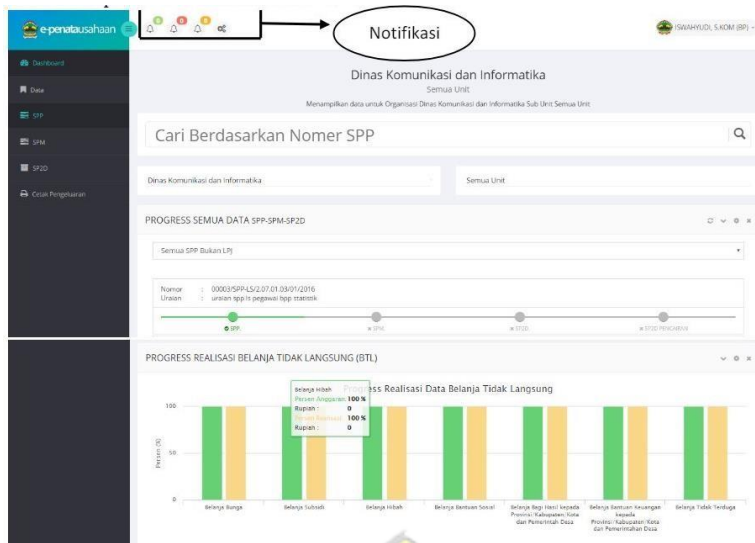 e-penatausahaan
0 0 0
Notifikasi
ISWAHYUDI, S.KOM (BP)
Dashboard
Data
SPP
SPM
SP2D
Cetak Pengeluaran
Dinas Komunikasi dan Informatika
Semua Unit
Menampilkan data untuk Organisasi Dinas Komunikasi dan Informatika Sub Unit Semua Unit
Cari Berdasarkan Nomer SPP
Dinas Komunikasi dan Informatika
Semua Unit
PROGRESS SEMUA DATA SPP-SPM-SP2D
Semua SPP Bukan LPJ
Nomor : 00003/SPP-LS/2.07.01.03/01/2016
Uraian : uraian spp ls pegawai bpp statistik
SPP
SPM
SP2D
SP2D PENCAIRAN
PROGRESS REALISASI BELANJA TIDAK LANGSUNG (BTL)
Progress Realisasi Data Belanja Tidak Langsung
Belanja Hibah
Persen Anggaran: 100 %
Rupiah : 0
Persen Realisasi: 100 %
Rupiah : 0
Persen (%)
100
50
0
Belanja Bunga
Belanja Subsidi
Belanja Hibah
Belanja Bantuan Sosial
Belanja Bagi Hasil kepada
Provinsi/Kabupaten/Kota
dan Pemerintah Desa
Belanja Bantuan Keuangan
kepada
Provinsi/Kabupaten/Kota
dan Pemerintahan Desa
Belanja Tidak Terduga